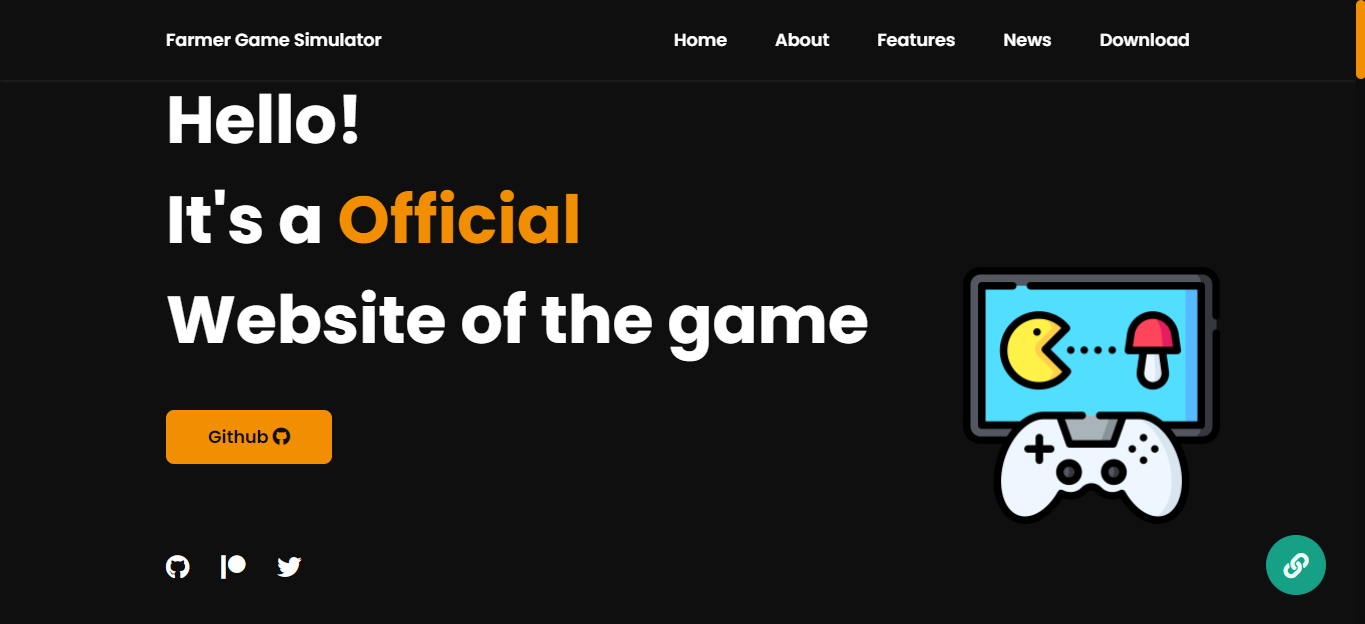 Farmer Game Simulator
Home
About
Features
News
Download
Hello!
It's a Official
Website of the game
Github